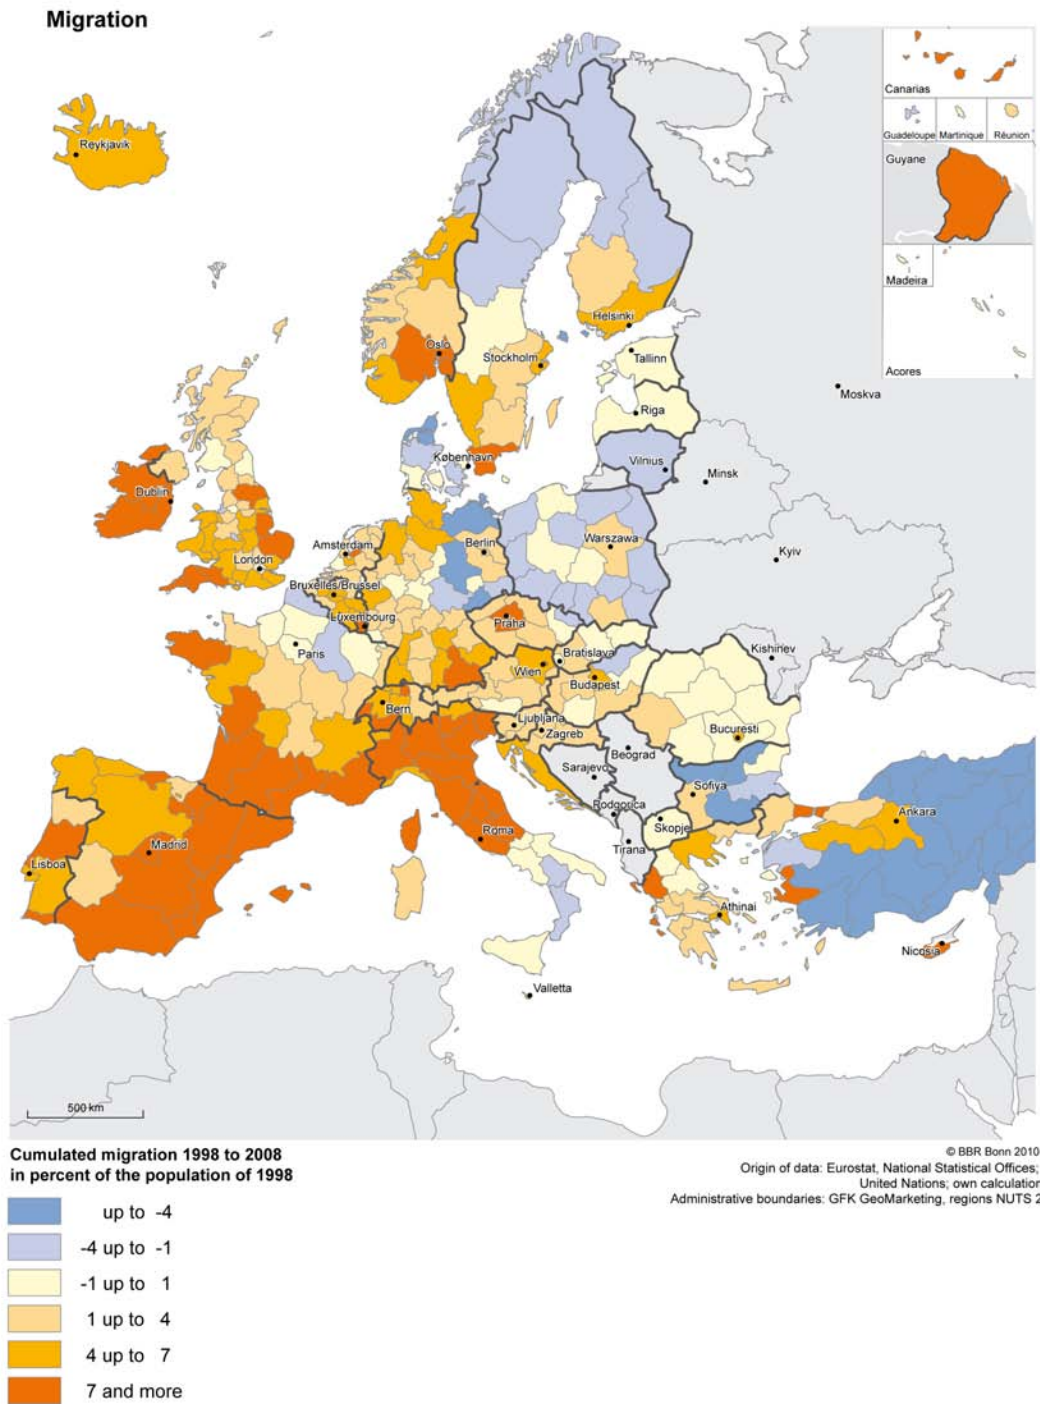 Migration
Canarias
Guadeloupe
Martinique
Réunion
Guyane
Madeira
Acores
Reykjavik
Helsinki
Oslo
Stockholm
Tallinn
Moskva
Riga
København
Vilnius
Minsk
Dublin
Amsterdam
Berlin
Warszawa
London
Kyiv
Bruxelles/Brussel
Luxembourg
Praha
Paris
Kishinev
Bratislava
Wien
Budapest
Bern
Ljubljana
Zagreb
Bucuresti
Beograd
Sarajevo
Sofiya
Podgorica
Skopje
Ankara
Roma
Tirana
Madrid
Lisboa
Athinai
Nicosia
Valletta
500 km
Cumulated migration 1998 to 2008
in percent of the population of 1998
© BBR Bonn 2010
Origin of data: Eurostat, National Statistical Offices;
United Nations; own calculation
Administrative boundaries: GFK GeoMarketing, regions NUTS 2
up to -4
-4 up to -1
-1 up to 1
1 up to 4
4 up to 7
7 and more